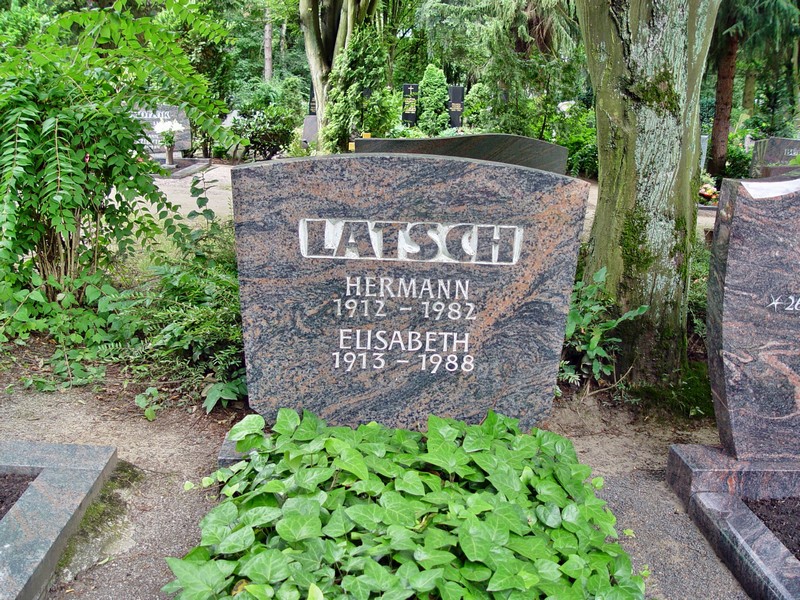 LATSCH
HERMANN
1912 - 1982
ELISABETH
1913 - 1988